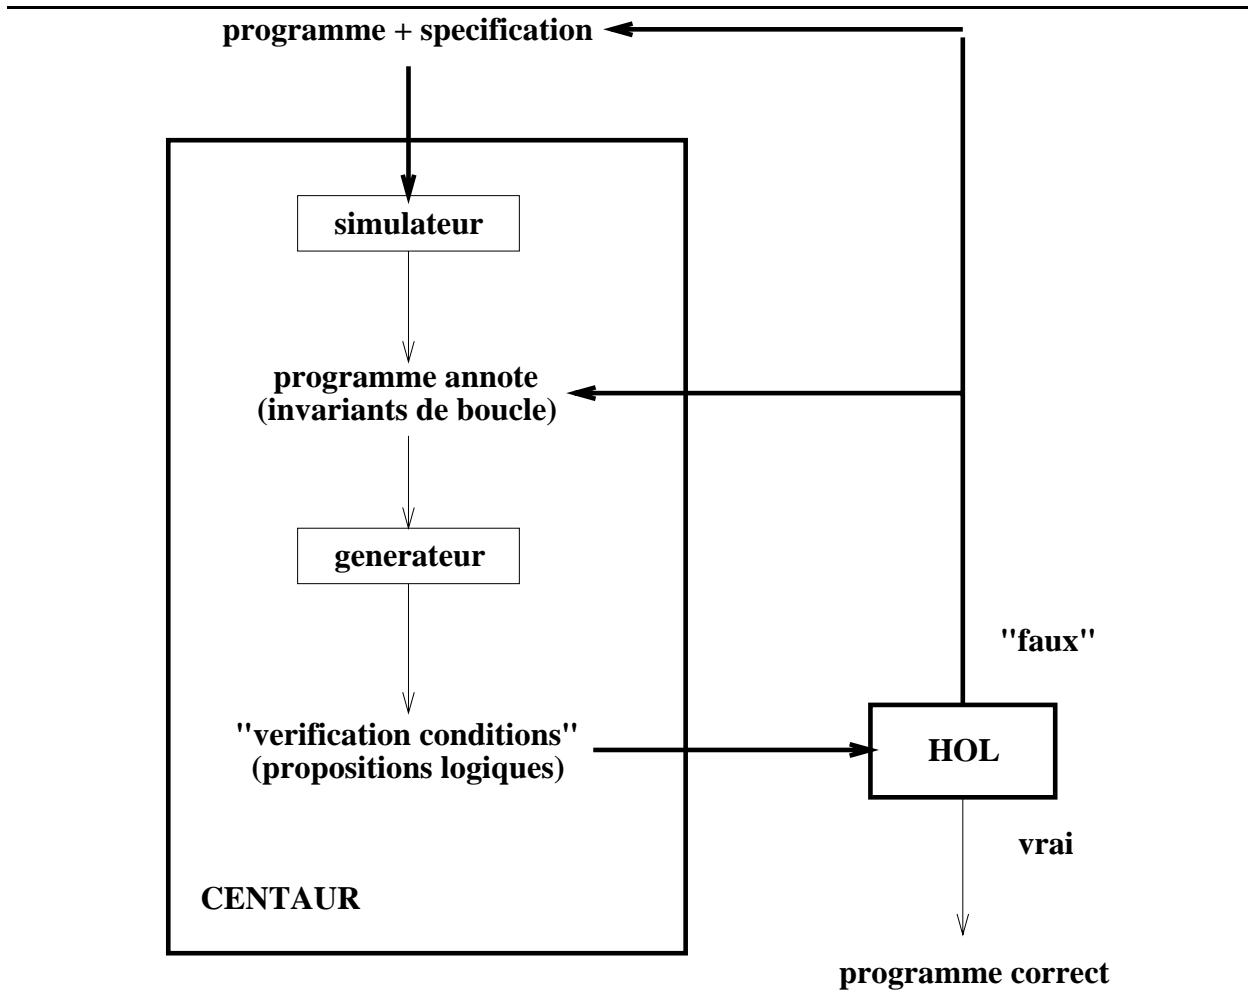 programme + specification
simulateur
programme annote
(invariants de boucle)
generateur
"faux"
"verification conditions"
(propositions logiques)
HOL
vrai
CENTAUR
programme correct